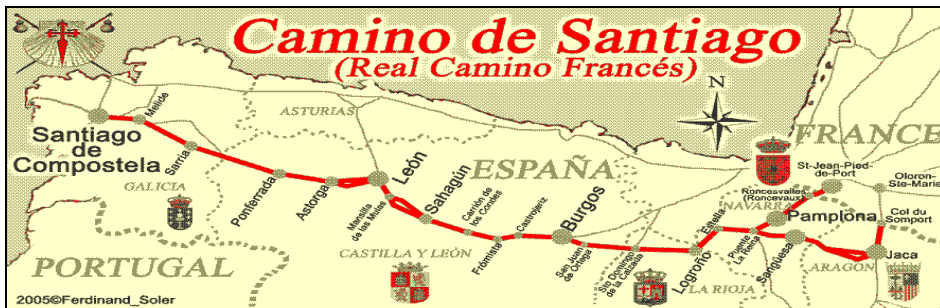 Camino de Santiago
(Real Camino Francés)
N
ASTURIAS
FRANCE
ESPAÑA
Santiago
de
Compostela
Melide
Sarria
GALICIA
Ponferrada
Astorga
León
Mansilla
de las Mulas
Sahagún
Carrión de
los Condes
Frómista
Castrojeriz
Burgos
San Juan
de Ortega
Sto Domingo
de la Calzada
Logroño
Estella
Puente
La Reina
Pamplona
NAVARRA
Roncesvalles
(Roncevaux)
St-Jean-Pied-
de-Port
Oloron-
Ste-Marie
Col du
Somport
Jaca
Sangüesa
ARAGON
LA RIOJA
CASTILLA Y LEÓN
PORTUGAL
2005©Ferdinand_Soler